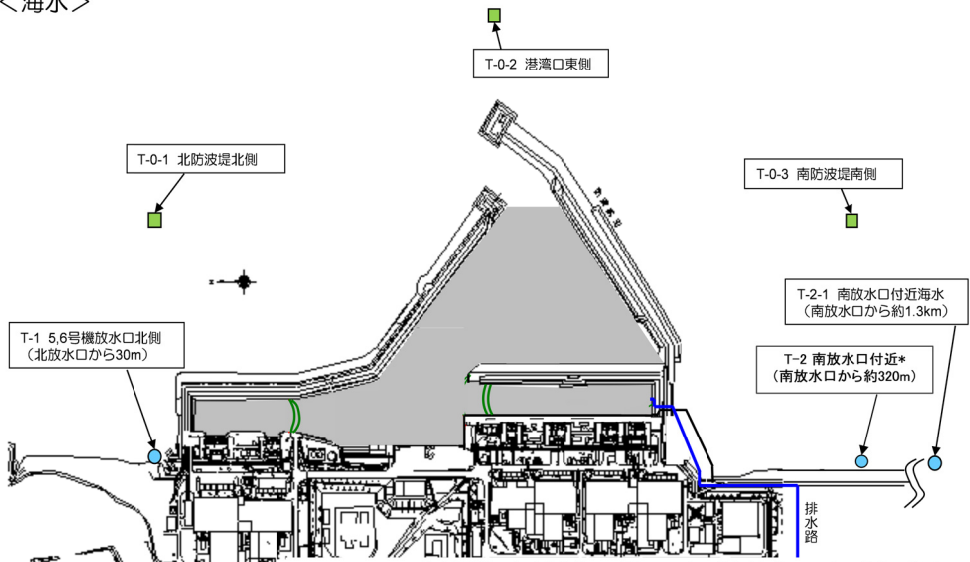 ＜海水＞
T-0-2 港湾口東側
T-0-1 北防波堤北側
T-0-3 南防波堤南側
T-2-1 南放水口付近海水
（南放水口から約1.3km）
T-1 5,6号機放水口北側
（北放水口から30m）
T-2 南放水口付近*
（南放水口から約320m）
排水路